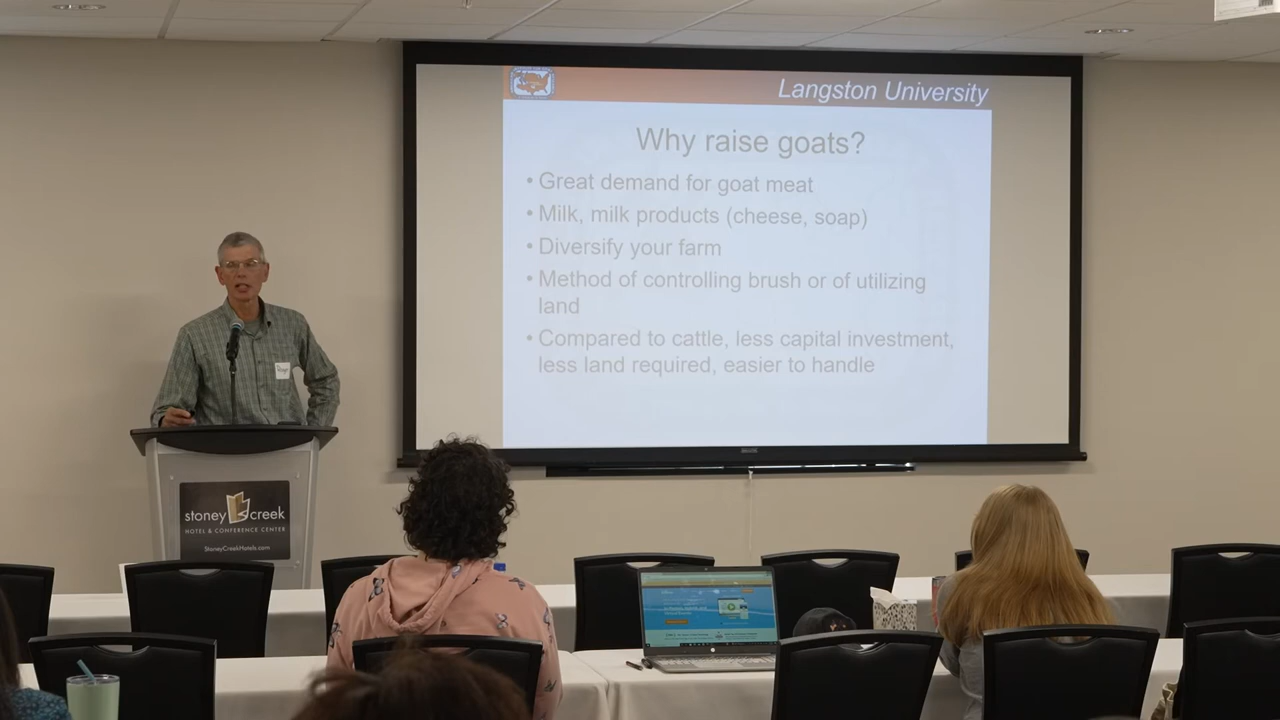 Langston University
Why raise goats?
• Great demand for goat meat
• Milk, milk products (cheese, soap)
• Diversify your farm
• Method of controlling brush or of utilizing
land
• Compared to cattle, less capital investment,
less land required, easier to handle
stoney creek
HOTEL & CONFERENCE CENTER
StoneyCreekHotels.com